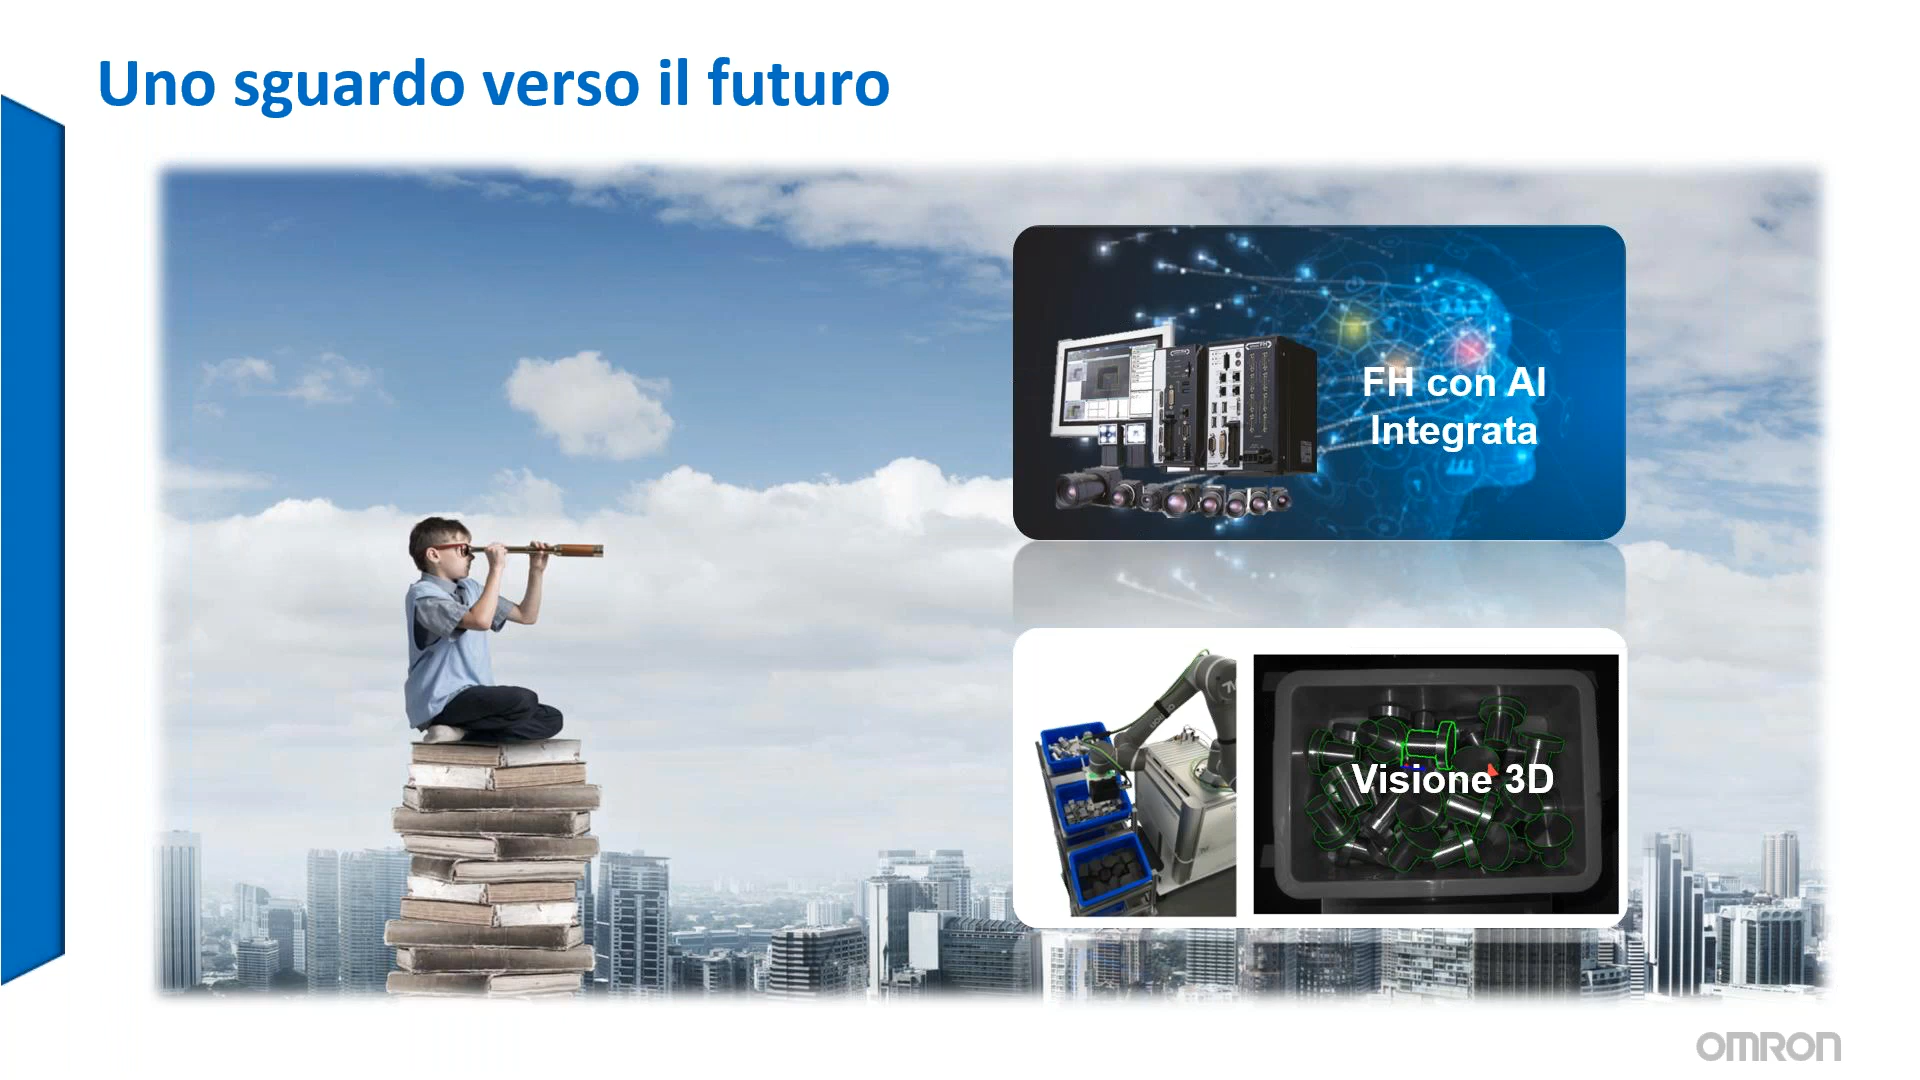 Uno sguardo verso il futuro
FH con AI
Integrata
Visione 3D
OMRON